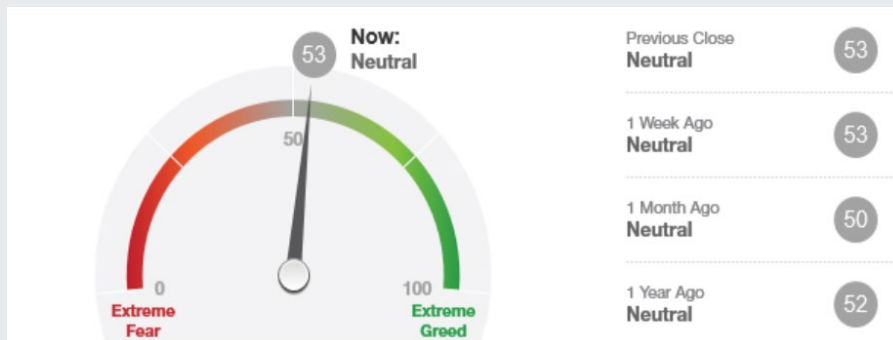 53
Now:
Neutral
50
0
100
Extreme
Fear
Extreme
Greed
Previous Close
Neutral
53
1 Week Ago
Neutral
53
1 Month Ago
Neutral
50
1 Year Ago
Neutral
52